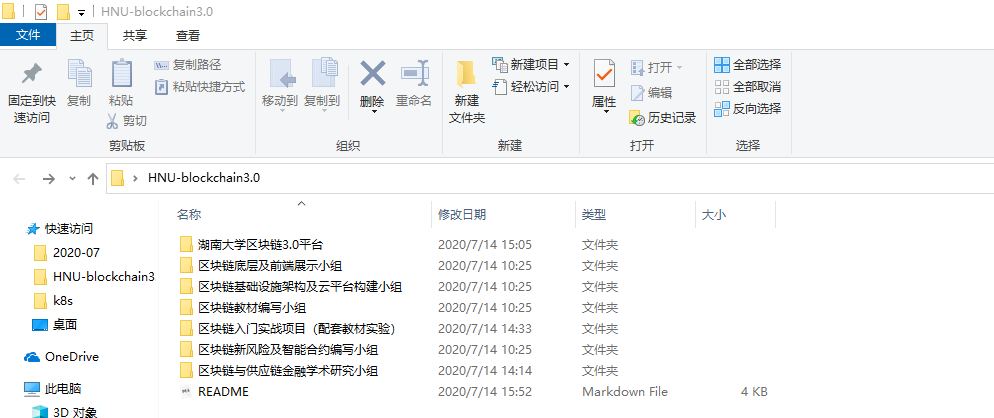 HNU-blockchain3.0
文件 主页 共享 查看
固定到快速访问
复制
粘贴
复制路径
粘贴快捷方式
剪切
剪贴板
移动到
复制到
删除
重命名
组织
新建文件夹
新建项目
轻松访问
新建
属性
打开
编辑
历史记录
打开
全部选择
全部取消
反向选择
选择
HNU-blockchain3.0
名称 修改日期 类型 大小
快速访问
2020-07
HNU-blockchain3
k8s
桌面
OneDrive
此电脑
3D 对象
湖南大学区块链3.0平台 2020/7/14 15:05 文件夹
区块链底层及前端展示小组 2020/7/14 10:25 文件夹
区块链基础设施架构及云平台构建小组 2020/7/14 10:25 文件夹
区块链教材编写小组 2020/7/14 10:25 文件夹
区块链入门实战项目（配套教材实验） 2020/7/14 14:33 文件夹
区块链新风险及智能合约编写小组 2020/7/14 10:25 文件夹
区块链与供应链金融学术研究小组 2020/7/14 14:14 文件夹
README 2020/7/14 15:52 Markdown File 4 KB